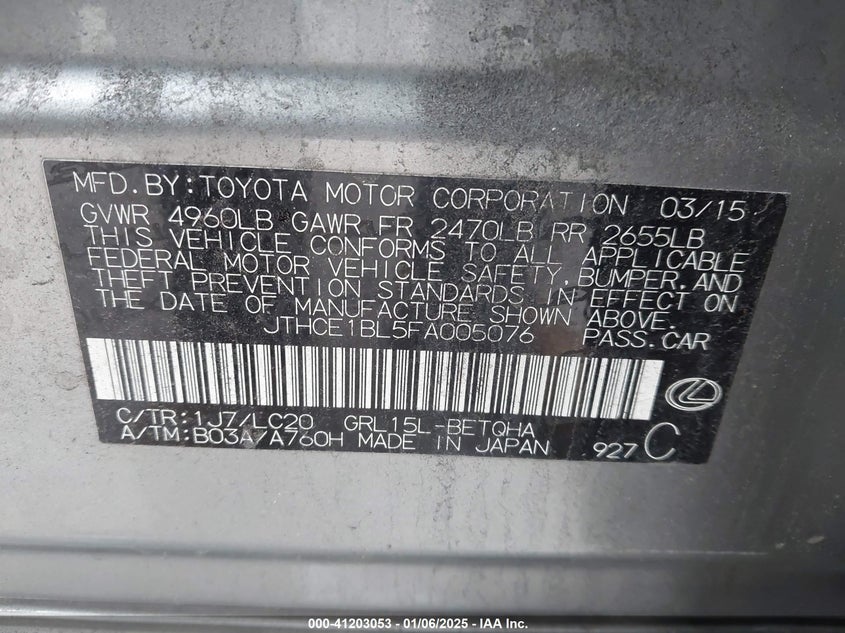 MFD. BY: TOYOTA MOTOR CORPORATION 03/15
GVWR 4960LB GAWR FR 2470LB RR 2655LB
THIS VEHICLE CONFORMS TO ALL APPLICABLE
FEDERAL MOTOR VEHICLE SAFETY, BUMPER, AND
THEFT PREVENTION STANDARDS IN EFFECT ON
THE DATE OF MANUFACTURE SHOWN ABOVE.
JTHCE1BL5FA005076 PASS. CAR
C/TR: 1J7/LC20 GRL15L-BETQHA
A/TM: B03A/A760H MADE IN JAPAN 927 C
000-41203053 - 01/06/2025 - IAA Inc.